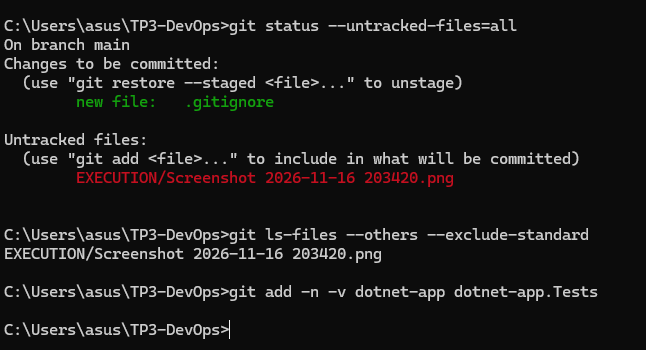 C:\Users\asus\TP3-DevOps>git status --untracked-files=all
On branch main
Changes to be committed:
  (use "git restore --staged <file>..." to unstage)
        new file:   .gitignore

Untracked files:
  (use "git add <file>..." to include in what will be committed)
        EXECUTION/Screenshot 2026-11-16 203420.png

C:\Users\asus\TP3-DevOps>git ls-files --others --exclude-standard
EXECUTION/Screenshot 2026-11-16 203420.png

C:\Users\asus\TP3-DevOps>git add -n -v dotnet-app dotnet-app.Tests

C:\Users\asus\TP3-DevOps>